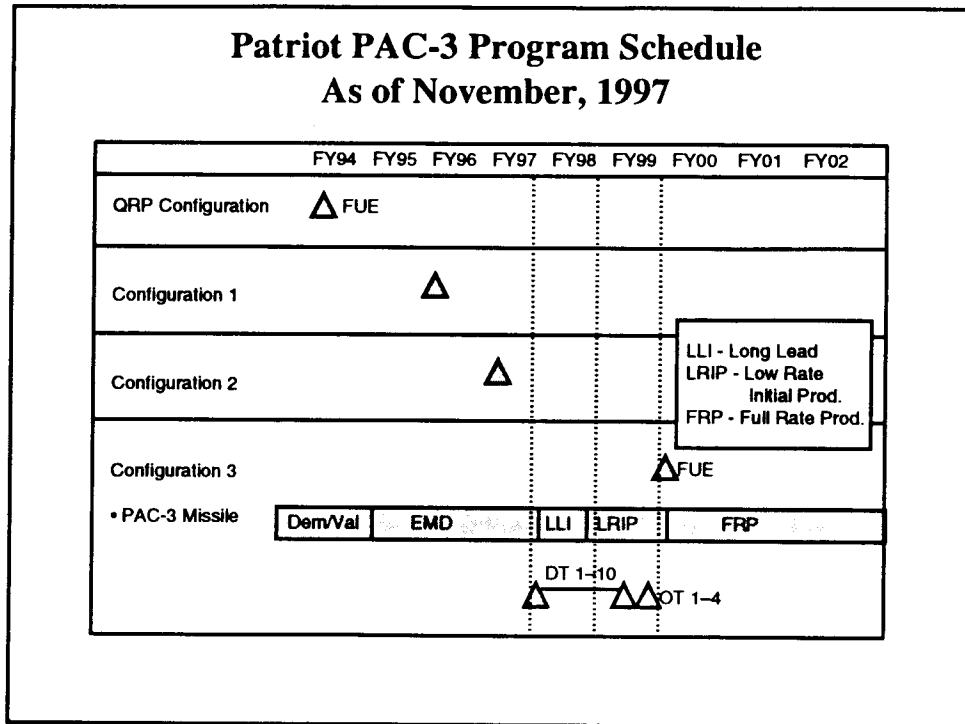 Patriot PAC-3 Program Schedule
As of November, 1997
FY94 FY95 FY96 FY97 FY98 FY99 FY00 FY01 FY02
QRP Configuration FUE
Configuration 1
Configuration 2
LLI - Long Lead
LRIP - Low Rate
Initial Prod.
FRP - Full Rate Prod.
Configuration 3 FUE
• PAC-3 Missile Dem/Val EMD LLI LRIP FRP
DT 1–10
OT 1–4